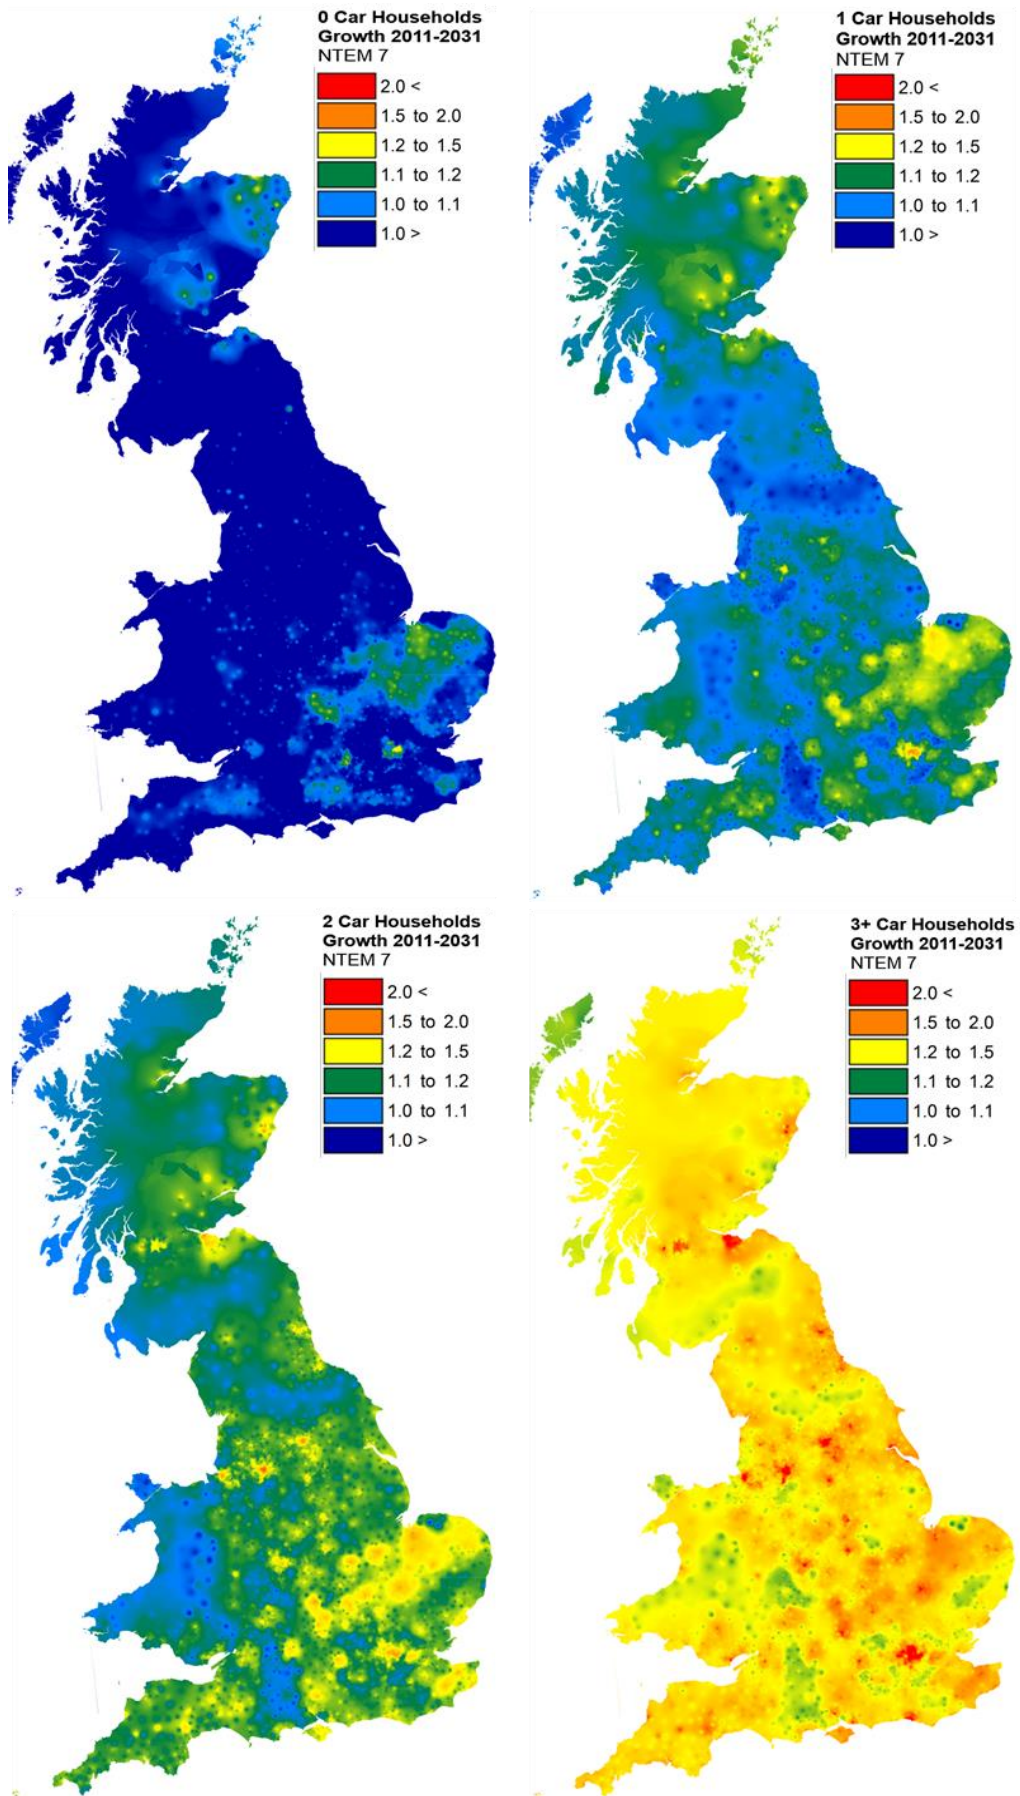 0 Car Households
Growth 2011-2031
NTEM 7
2.0 <
1.5 to 2.0
1.2 to 1.5
1.1 to 1.2
1.0 to 1.1
1.0 >
1 Car Households
Growth 2011-2031
NTEM 7
2.0 <
1.5 to 2.0
1.2 to 1.5
1.1 to 1.2
1.0 to 1.1
1.0 >
2 Car Households
Growth 2011-2031
NTEM 7
2.0 <
1.5 to 2.0
1.2 to 1.5
1.1 to 1.2
1.0 to 1.1
1.0 >
3+ Car Households
Growth 2011-2031
NTEM 7
2.0 <
1.5 to 2.0
1.2 to 1.5
1.1 to 1.2
1.0 to 1.1
1.0 >